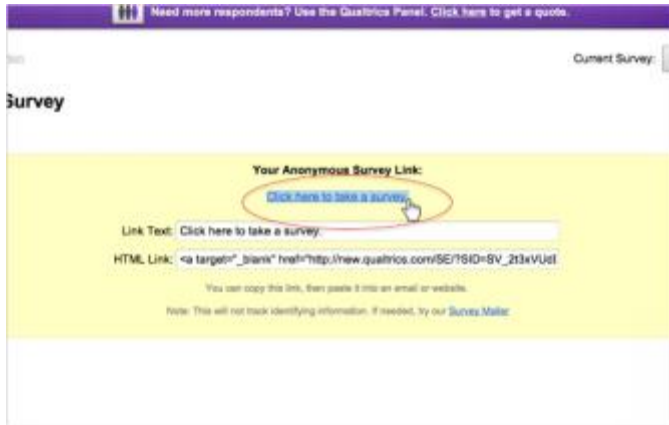 Need more respondents? Use the Qualtrics Panel. Click here to get a quote.
Current Survey:
Survey
Your Anonymous Survey Link:
Click here to take a survey.
Link Text: Click here to take a survey.
HTML Link: <a target="_blank" href="http://new.qualtrics.com/SE/?SID=SV_2t3xVUd
You can copy this link, then paste it into an email or website.
Note: This will not track identifying information. If needed, try our Survey Mailer